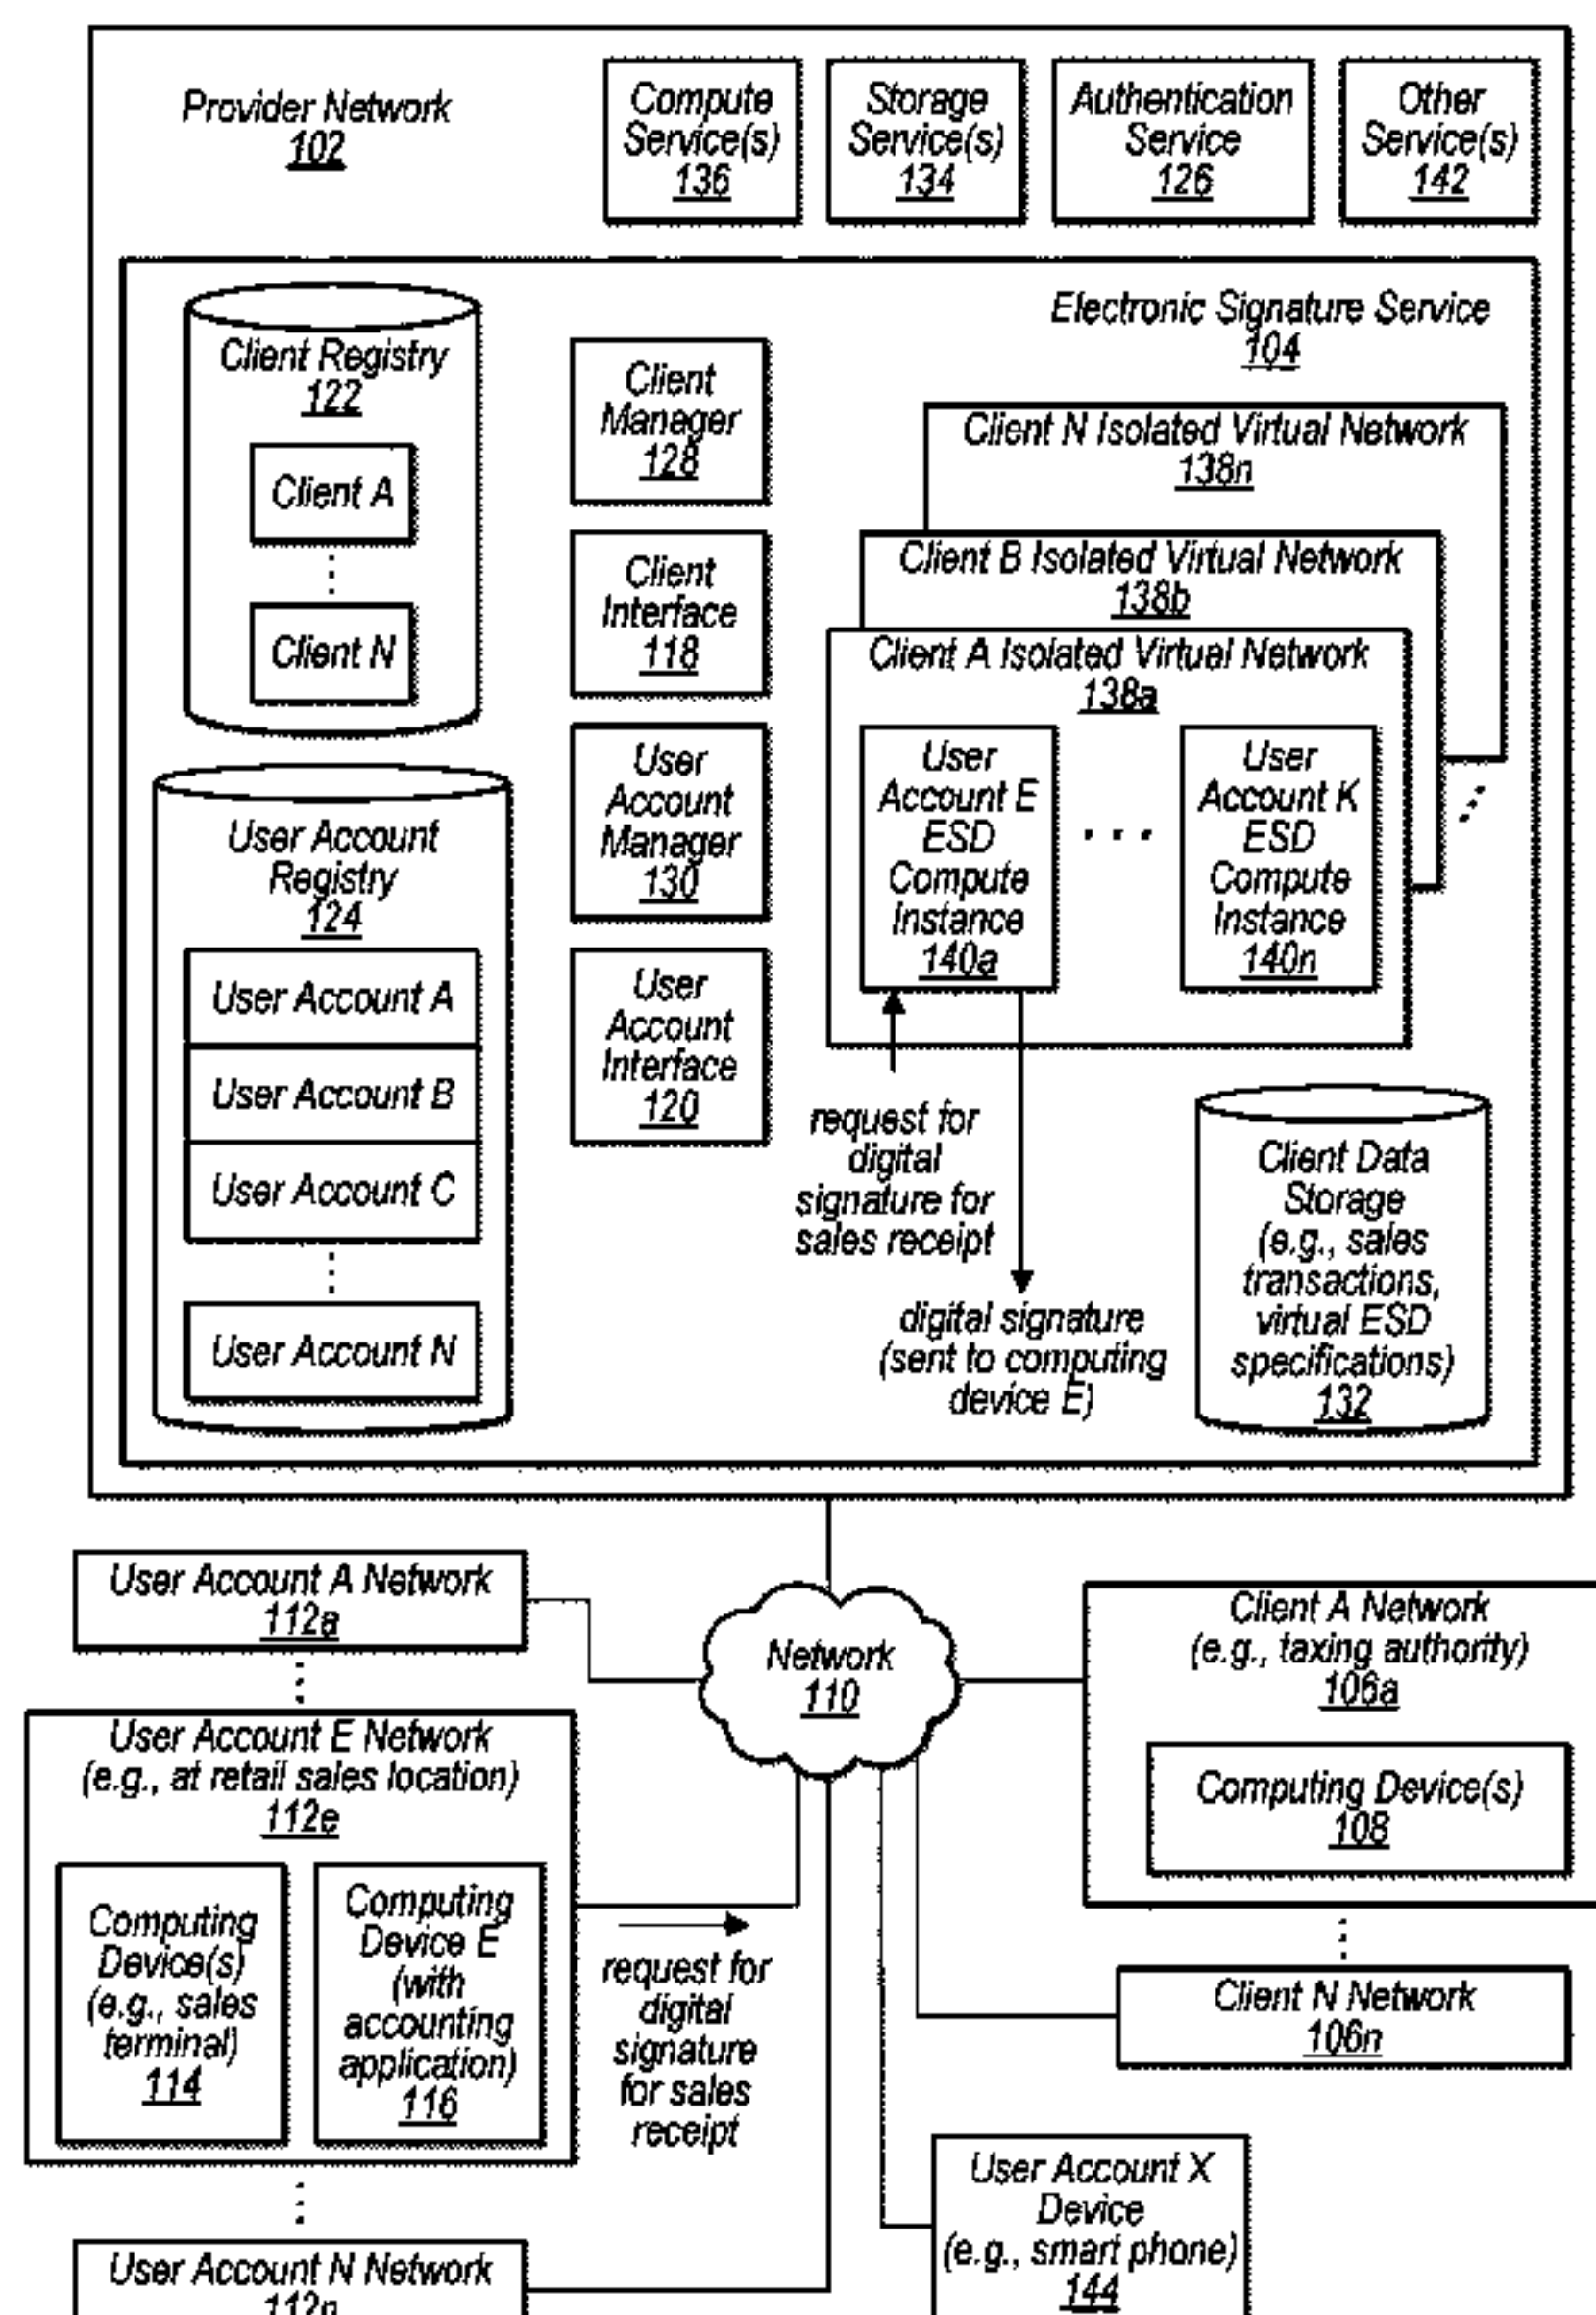 Provider Network
102
Compute
Service(s)
136
Storage
Service(s)
134
Authentication
Service
126
Other
Service(s)
142
Electronic Signature Service
104
Client Registry
122
Client A
Client N
Client
Manager
128
Client
Interface
118
User
Account
Manager
130
User
Account
Interface
120
Client N Isolated Virtual Network
138n
Client B Isolated Virtual Network
138b
Client A Isolated Virtual Network
138a
User
Account E
ESD
Compute
Instance
140a
. . .
User
Account K
ESD
Compute
Instance
140n
User Account
Registry
124
User Account A
User Account B
User Account C
User Account N
request for
digital
signature for
sales receipt
digital signature
(sent to computing
device E)
Client Data
Storage
(e.g., sales
transactions,
virtual ESD
specifications)
132
User Account A Network
112a
Network
110
Client A Network
(e.g., taxing authority)
106a
Computing Device(s)
108
User Account E Network
(e.g., at retail sales location)
112e
Computing
Device(s)
(e.g., sales
terminal)
114
Computing
Device E
(with
accounting
application)
116
request for
digital
signature
for sales
receipt
Client N Network
106n
User Account X
Device
(e.g., smart phone)
144
User Account N Network
112n